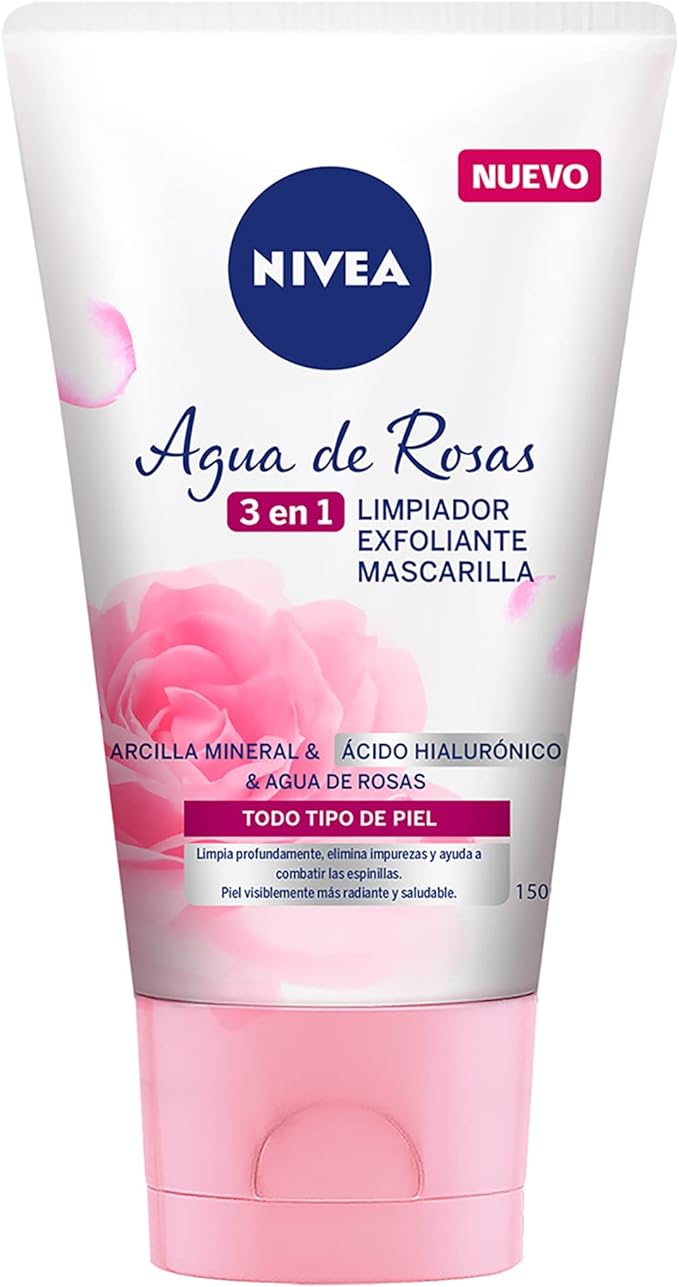 NUEVO
NIVEA
Agua de Rosas
3 en 1 LIMPIADOR
EXFOLIANTE
MASCARILLA
ARCILLA MINERAL & ÁCIDO HIALURÓNICO
& AGUA DE ROSAS
TODO TIPO DE PIEL
Limpia profundamente, elimina impurezas y ayuda a
combatir las espinillas.
Piel visiblemente más radiante y saludable.
150